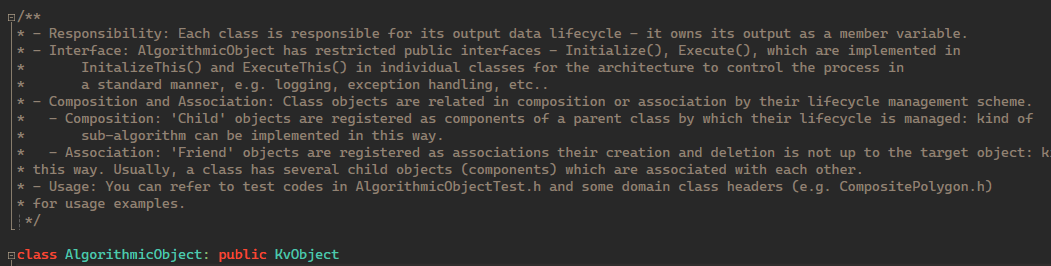 /**
* - Responsibility: Each class is responsible for its output data lifecycle - it owns its output as a member variable.
* - Interface: AlgorithmicObject has restricted public interfaces - Initialize(), Execute(), which are implemented in
*       InitalizeThis() and ExecuteThis() in individual classes for the architecture to control the process in
*       a standard manner, e.g. logging, exception handling, etc..
* - Composition and Association: Class objects are related in composition or association by their lifecycle management scheme.
*   - Composition: 'Child' objects are registered as components of a parent class by which their lifecycle is managed: kind of
*       sub-algorithm can be implemented in this way.
*   - Association: 'Friend' objects are registered as associations their creation and deletion is not up to the target object:
* this way. Usually, a class has several child objects (components) which are associated with each other.
* - Usage: You can refer to test codes in AlgorithmicObjectTest.h and some domain class headers (e.g. CompositePolygon.h)
* for usage examples.
*/
class AlgorithmicObject: public KvObject